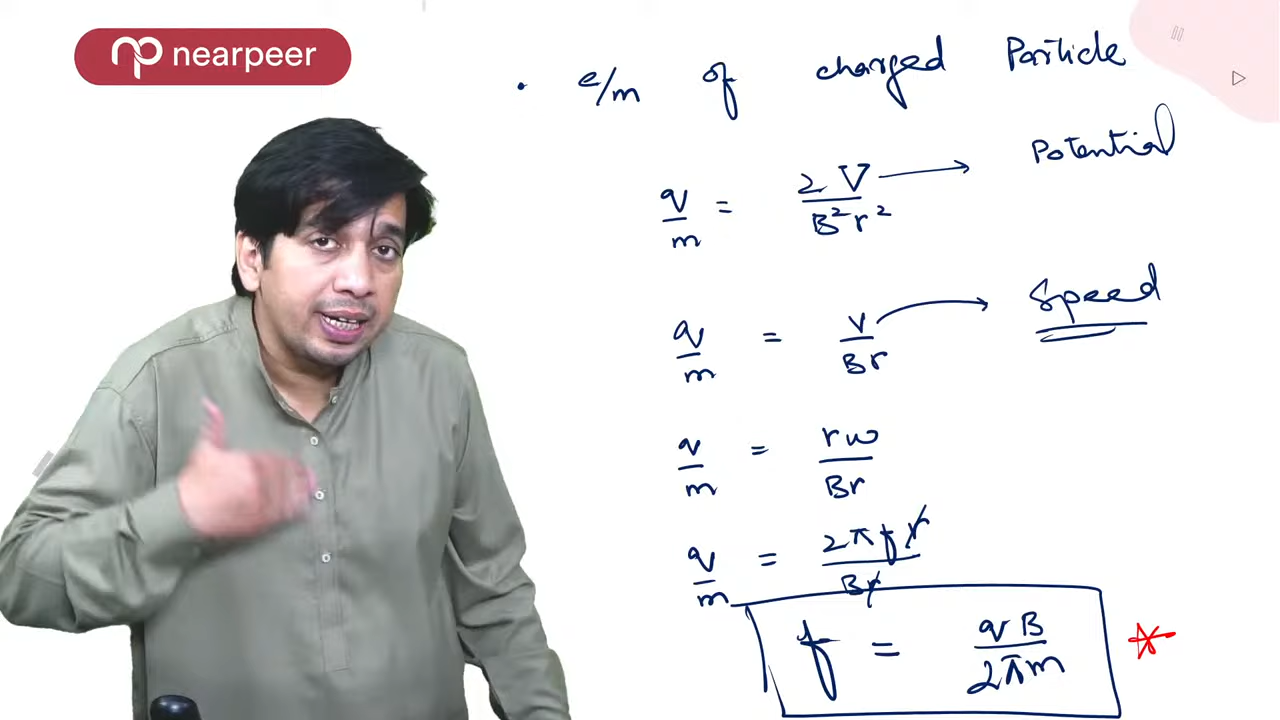 nearpeer
• e/m of charged Particle
q/m = 2V/B²r² → Potential
q/m = v/Br → Speed
q/m = rω/Br
q/m = 2πfr/Br
f = qB/2πm *